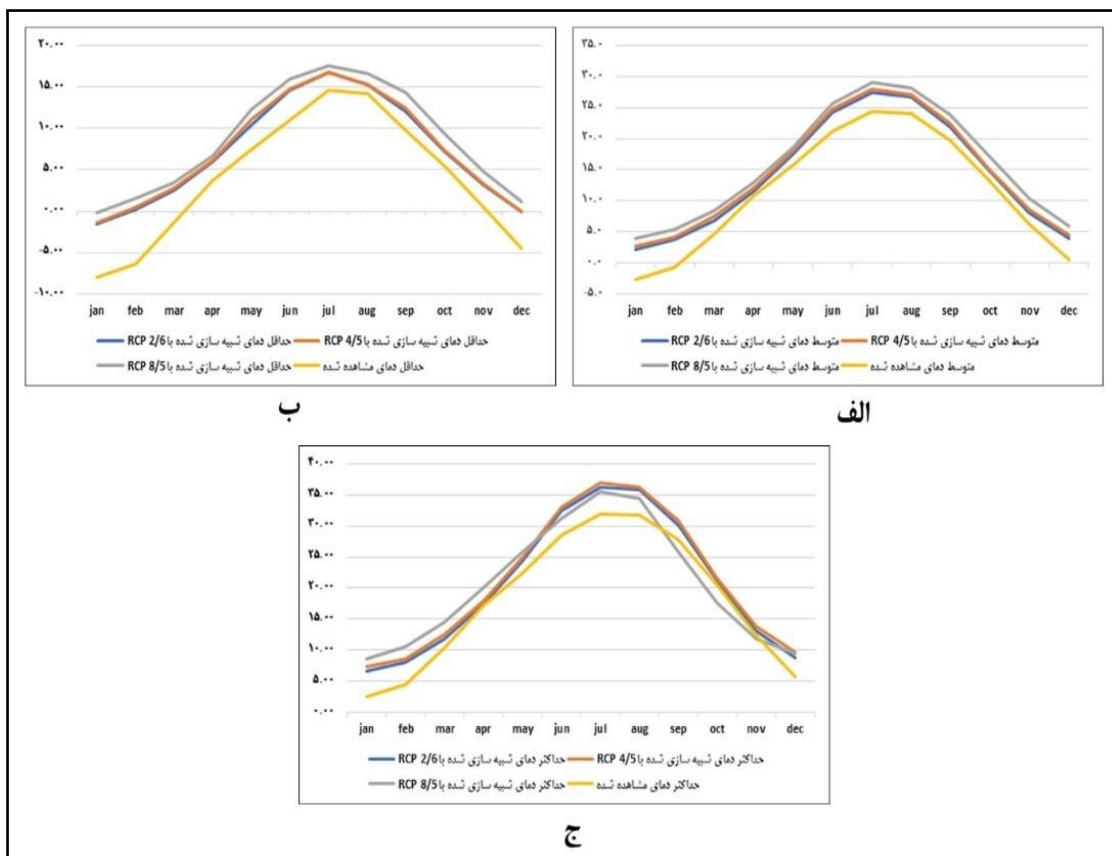 ۳۵.۰
۳۰.۰
۲۵.۰
۲۰.۰
۱۵.۰
۱۰.۰
۵.۰
۰.۰
-۵.۰
jan feb mar apr may jun jul aug sep oct nov dec
متوسط دمای شبیه سازی شده با RCP 2/6 متوسط دمای شبیه سازی شده با RCP 4/5
متوسط دمای شبیه سازی شده با RCP 8/5 متوسط دمای مشاهده شده
الف
۲۰.۰۰
۱۵.۰۰
۱۰.۰۰
۵.۰۰
۰.۰۰
-۵.۰۰
-۱۰.۰۰
jan feb mar apr may jun jul aug sep oct nov dec
حداقل دمای شبیه سازی شده با RCP 2/6 حداقل دمای شبیه سازی شده با RCP 4/5
حداقل دمای شبیه سازی شده با RCP 8/5 حداقل دمای مشاهده شده
ب
۴۰.۰۰
۳۵.۰۰
۳۰.۰۰
۲۵.۰۰
۲۰.۰۰
۱۵.۰۰
۱۰.۰۰
۵.۰۰
۰.۰۰
jan feb mar apr may jun jul aug sep oct nov dec
حداکثر دمای شبیه سازی شده با RCP 2/6 حداکثر دمای شبیه سازی شده با RCP 4/5
حداکثر دمای شبیه سازی شده با RCP 8/5 حداکثر دمای مشاهده شده
ج